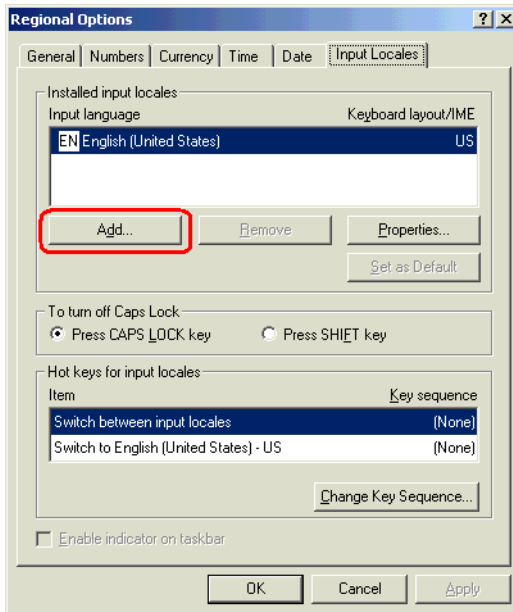 Regional Options
General Numbers Currency Time Date Input Locales
Installed input locales
Input language Keyboard layout/IME
EN English (United States) US
Add... Remove Properties...
Set as Default
To turn off Caps Lock
Press CAPS LOCK key Press SHIFT key
Hot keys for input locales
Item Key sequence
Switch between input locales (None)
Switch to English (United States) - US (None)
Change Key Sequence...
Enable indicator on taskbar
OK Cancel Apply